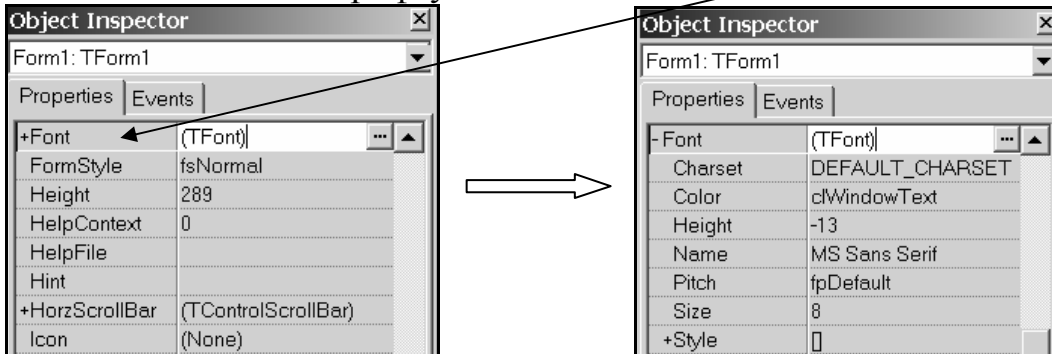 Object Inspector
Form1: TForm1
Properties Events
+Font (TFont)
FormStyle fsNormal
Height 289
HelpContext 0
HelpFile
Hint
+HorzScrollBar (TControlScrollBar)
Icon (None)
Object Inspector
Form1: TForm1
Properties Events
-Font (TFont)
Charset DEFAULT_CHARSET
Color clWindowText
Height -13
Name MS Sans Serif
Pitch fpDefault
Size 8
+Style []